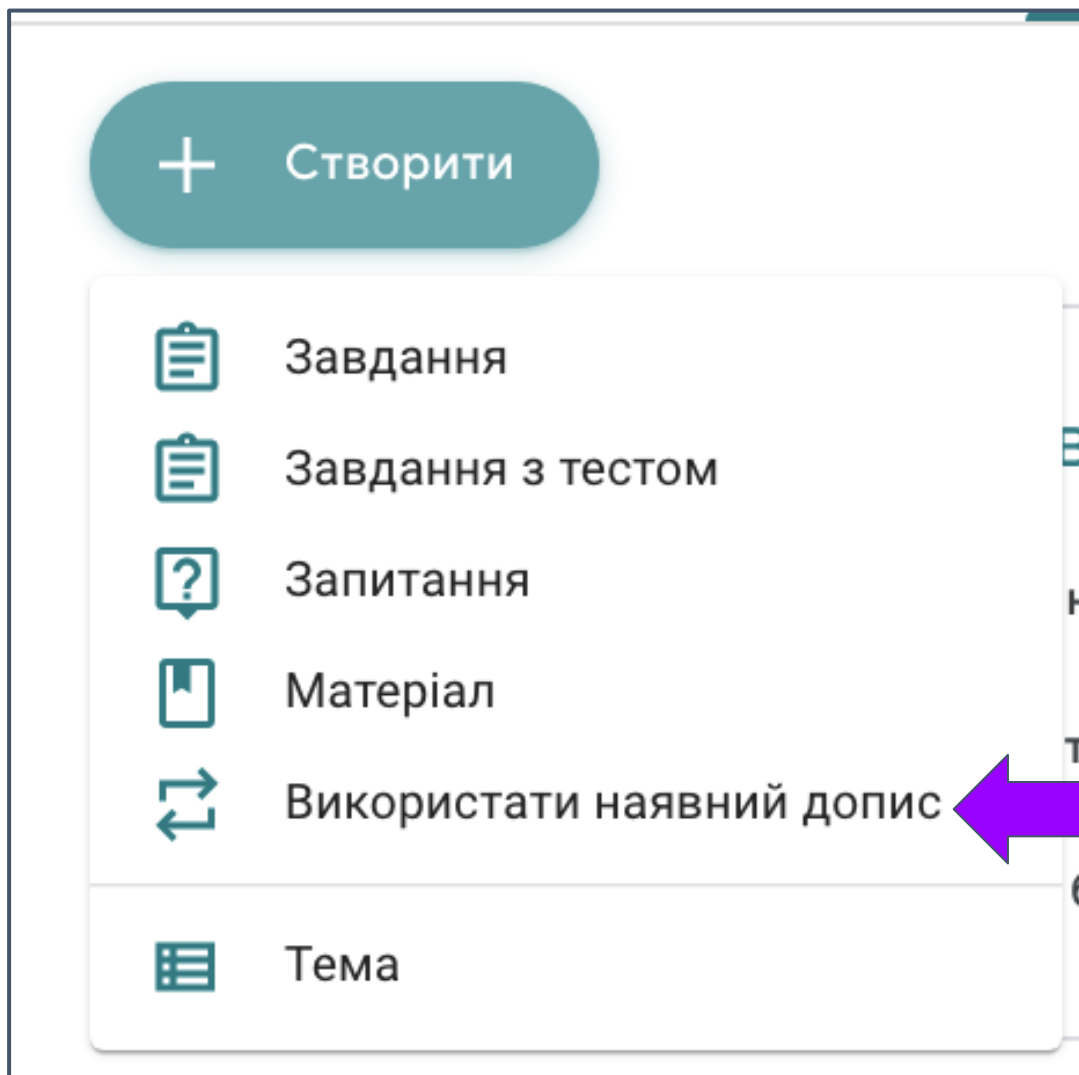 Створити
Завдання
Завдання з тестом
Запитання
Матеріал
Використати наявний допис
Тема